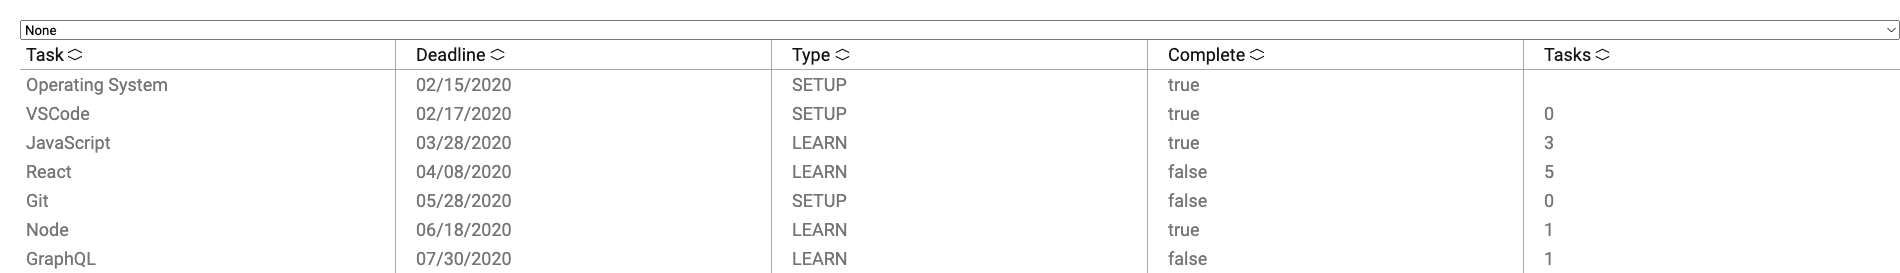 None
Task Deadline Type Complete Tasks
Operating System 02/15/2020 SETUP true
VSCode 02/17/2020 SETUP true 0
JavaScript 03/28/2020 LEARN true 3
React 04/08/2020 LEARN false 5
Git 05/28/2020 SETUP false 0
Node 06/18/2020 LEARN true 1
GraphQL 07/30/2020 LEARN false 1